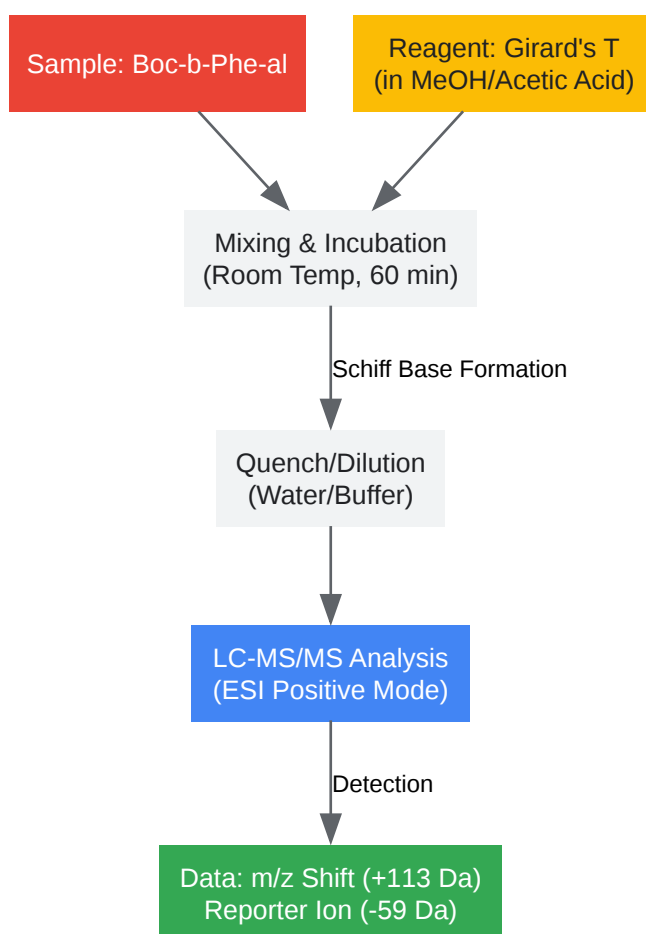 Sample: Boc-b-Phe-al
Reagent: Girard's T
(in MeOH/Acetic Acid)
Mixing & Incubation
(Room Temp, 60 min)
Schiff Base Formation
Quench/Dilution
(Water/Buffer)
LC-MS/MS Analysis
(ESI Positive Mode)
Detection
Data: m/z Shift (+113 Da)
Reporter Ion (-59 Da)